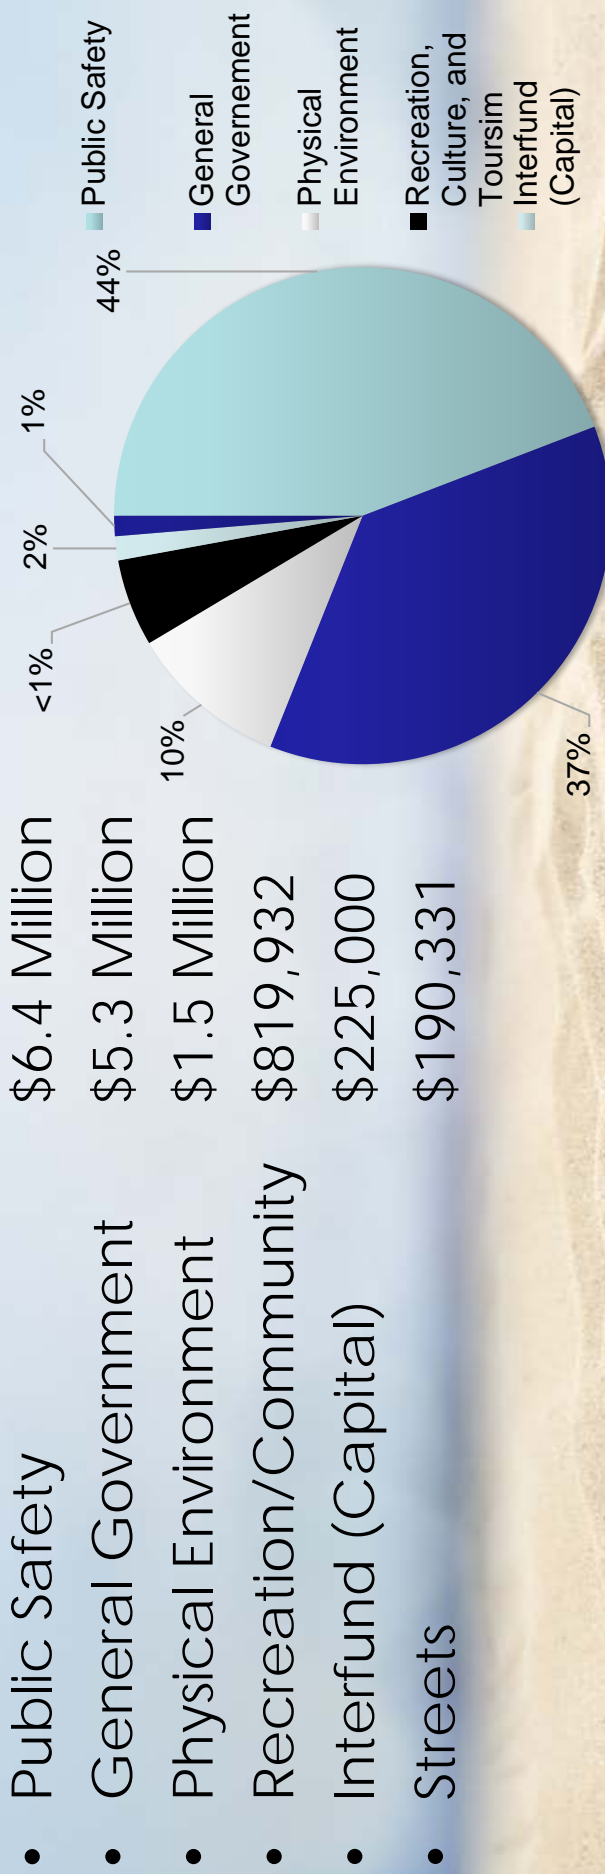 • Public Safety $6.4 Million
• General Government $5.3 Million
• Physical Environment $1.5 Million
• Recreation/Community $819,932
• Interfund (Capital) $225,000
• Streets $190,331
44%
37%
10%
<1%
2%
1%
Public Safety
General
Governement
Physical
Environment
Recreation,
Culture, and
Toursim
Interfund
(Capital)